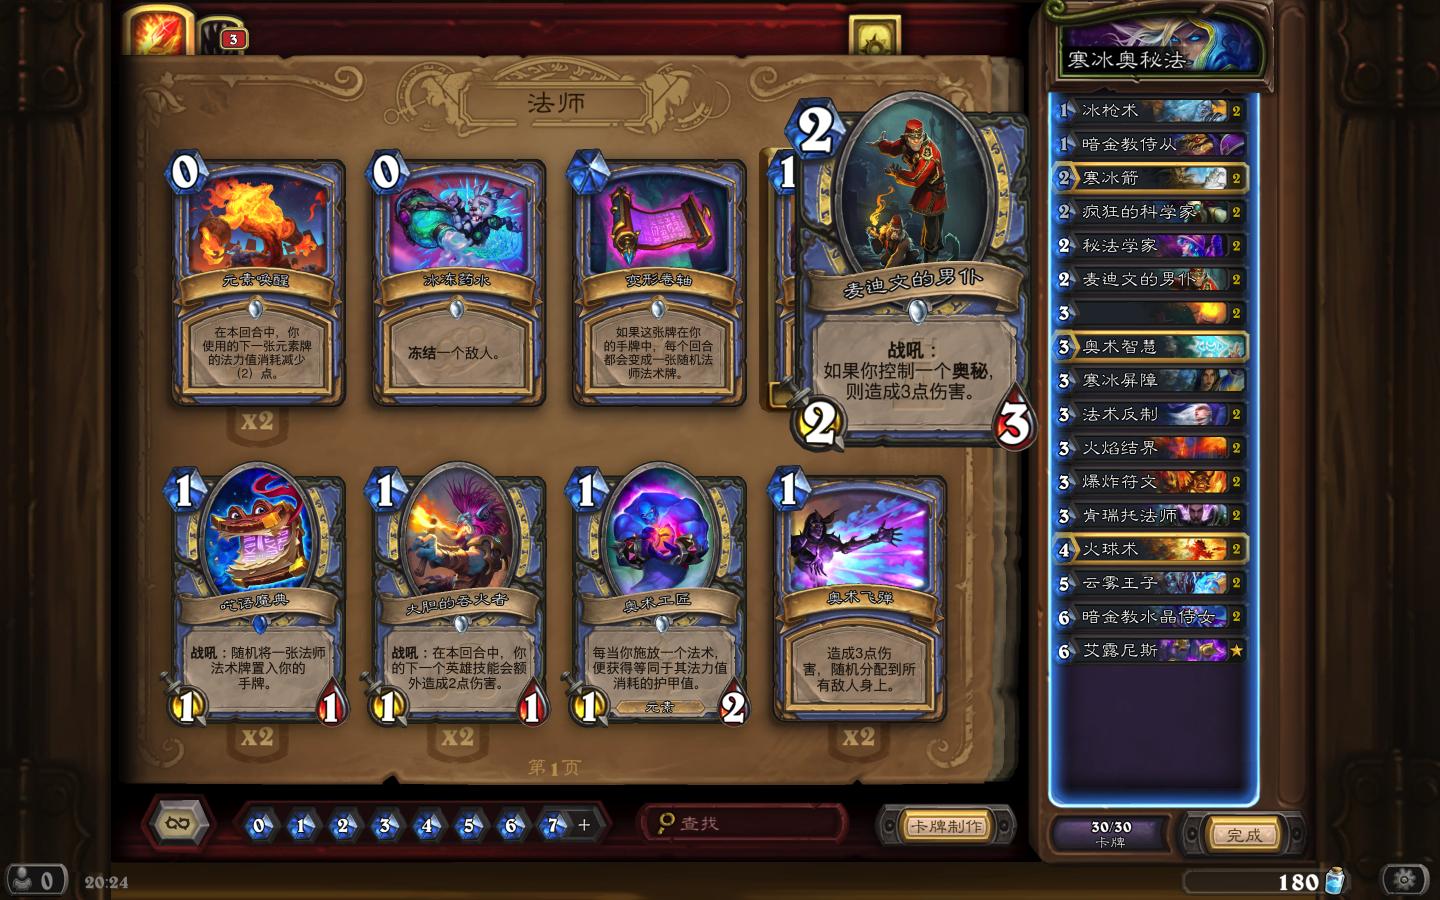 3
法师
0
元素唤醒
在本回合中，你
使用的下一张元素牌
的法力值消耗减少
（2）点。
x2
0
冰冻药水
冻结一个敌人。
变形卷轴
如果这张牌在你
的手牌中，每个回合
都会变成一张随机法
师法术牌。
1
2
麦迪文的男仆
战吼：
如果你控制一个奥秘，
则造成3点伤害。
2
3
1
呓语魔典
战吼：随机将一张法师
法术牌置入你的
手牌。
1
1
x2
1
大胆的吞火者
战吼：在本回合中，你
的下一个英雄技能会额
外造成2点伤害。
1
1
x2
1
奥术工匠
每当你施放一个法术，
便获得等同于其法力值
消耗的护甲值。
元素
1
2
1
奥术飞弹
造成3点伤
害，随机分配到所
有敌人身上。
x2
第1页
0 1 2 3 4 5 6 7 +
查找
卡牌制作
寒冰奥秘法
1 冰枪术 2
1 暗金教侍从 2
2 寒冰箭 2
2 疯狂的科学家 2
2 秘法学家 2
2 麦迪文的男仆 2
3 2
3 奥术智慧 2
3 寒冰屏障 2
3 法术反制 2
3 火焰结界 2
3 爆炸符文 2
3 肯瑞托法师 2
4 火球术 2
5 云雾王子 2
6 暗金教水晶侍女 2
6 艾露尼斯
30/30
卡牌
完成
0
20:24
180